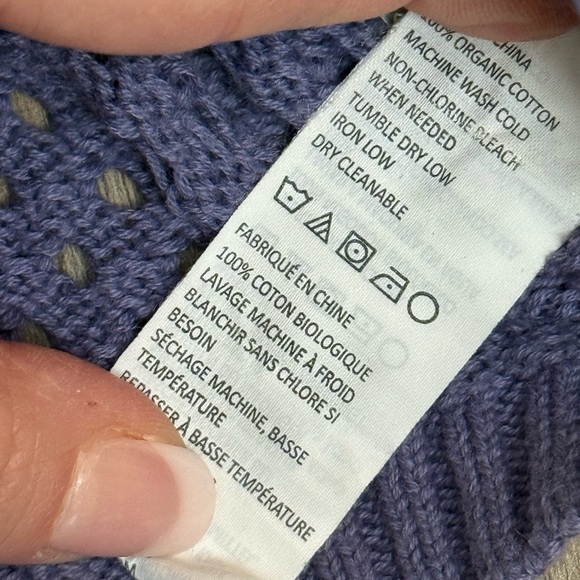 CHINA
100% ORGANIC COTTON
MACHINE WASH COLD
NON-CHLORINE BLEACH
WHEN NEEDED
TUMBLE DRY LOW
IRON LOW
DRY CLEANABLE
FABRIQUÉ EN CHINE
100% COTON BIOLOGIQUE
LAVAGE MACHINE À FROID
BLANCHIR SANS CHLORE SI
BESOIN
SÉCHAGE MACHINE, BASSE
TEMPÉRATURE
REPASSER À BASSE TEMPÉRATURE